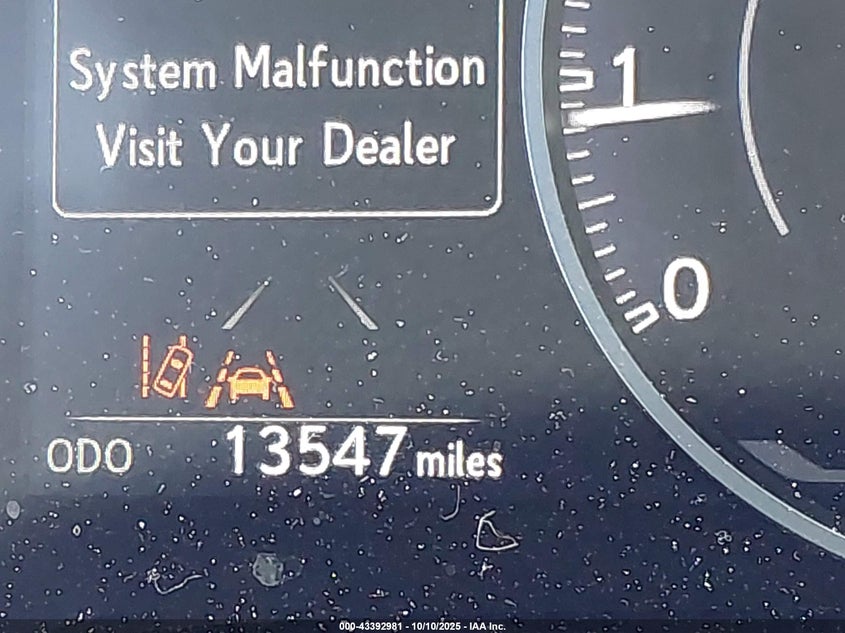 System Malfunction
Visit Your Dealer
1
0
ODO 13547 miles
000-43392981 - 10/10/2025 - IAA Inc.